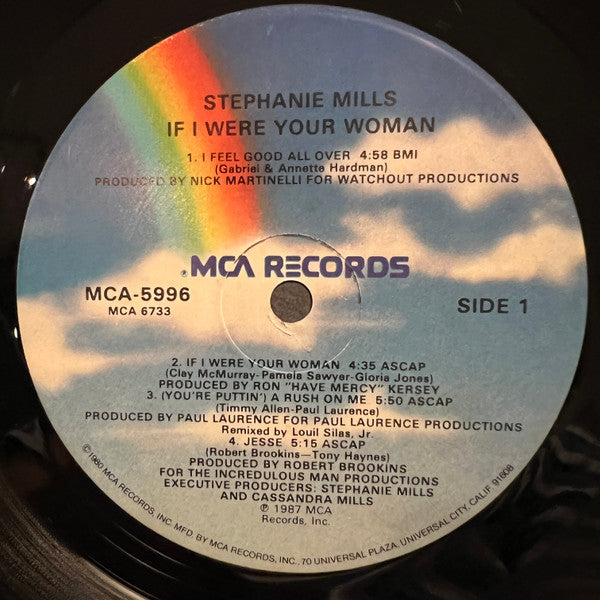 STEPHANIE MILLS
IF I WERE YOUR WOMAN
1. I FEEL GOOD ALL OVER 4:58 BMI
(Gabriel & Annette Hardman)
PRODUCED BY NICK MARTINELLI FOR WATCHOUT PRODUCTIONS
®MCA RECORDS
MCA-5996
MCA 6733
SIDE 1
2. IF I WERE YOUR WOMAN 4:35 ASCAP
(Clay McMurray-Pamela Sawyer-Gloria Jones)
PRODUCED BY RON "HAVE MERCY" KERSEY
3. (YOU'RE PUTTIN') A RUSH ON ME 5:50 ASCAP
(Timmy Allen-Paul Laurence)
PRODUCED BY PAUL LAURENCE FOR PAUL LAURENCE PRODUCTIONS
Remixed by Louil Silas, Jr.
4. JESSE 5:15 ASCAP
(Robert Brookins—Tony Haynes)
PRODUCED BY ROBERT BROOKINS
FOR THE INCREDULOUS MAN PRODUCTIONS
EXECUTIVE PRODUCERS: STEPHANIE MILLS
AND CASSANDRA MILLS
℗ 1987 MCA
Records, Inc.
©1980 MCA RECORDS, INC. MFD. BY MCA RECORDS, INC., 70 UNIVERSAL PLAZA, UNIVERSAL CITY, CALIF. 91608